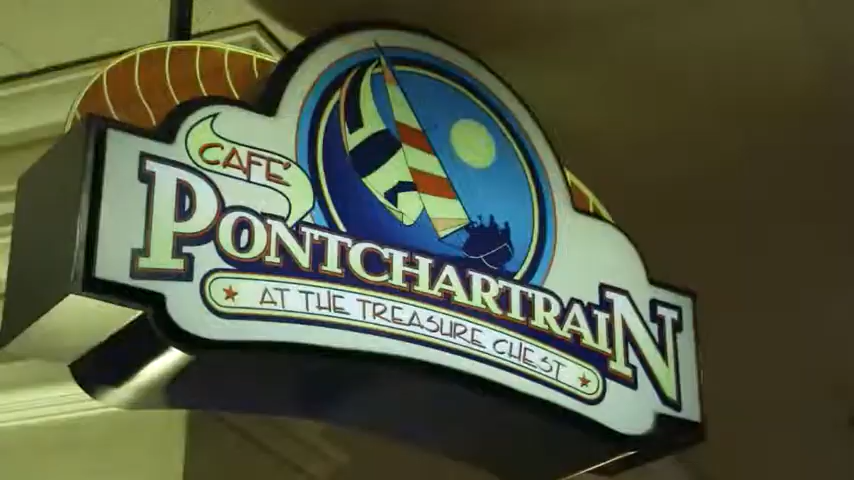 CAFE'
PONTCHARTRAIN
AT THE TREASURE CHEST